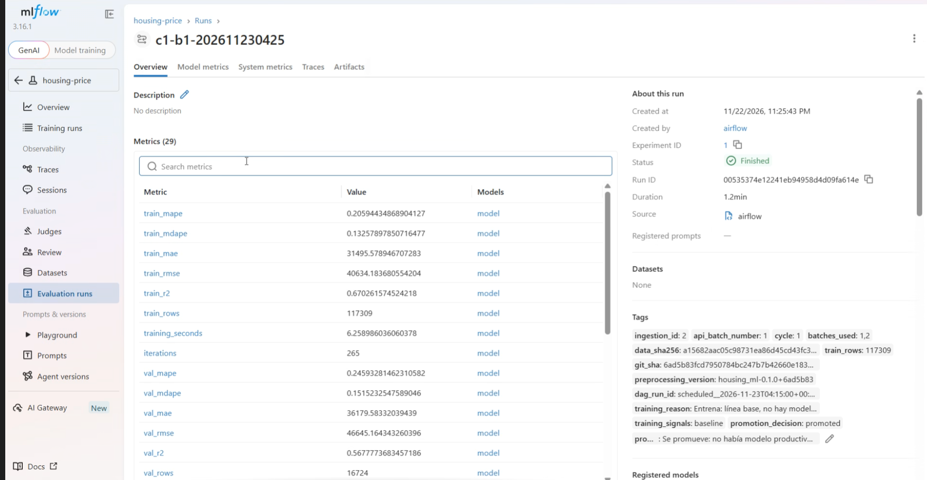 mlflow
3.16.1
GenAI Model training
housing-price
Overview
Training runs
Observability
Traces
Sessions
Evaluation
Judges
Review
Datasets
Evaluation runs
Prompts & versions
Playground
Prompts
Agent versions
AI Gateway New
Docs
housing-price › Runs ›
c1-b1-202611230425
Overview Model metrics System metrics Traces Artifacts
Description
No description
Metrics (29)
Search metrics
Metric Value Models
train_mape 0.20594434868904127 model
train_mdape 0.13257897850716477 model
train_mae 31495.578946707283 model
train_rmse 40634.183680554204 model
train_r2 0.670261574524218 model
train_rows 117309 model
training_seconds 6.258986036060378 model
iterations 265 model
val_mape 0.24593281462310582 model
val_mdape 0.1515232547589046 model
val_mae 36179.58332039439 model
val_rmse 46645.164343260396 model
val_r2 0.5677773683457186 model
val_rows 16724 model
About this run
Created at 11/22/2026, 11:25:43 PM
Created by airflow
Experiment ID 1
Status Finished
Run ID 00535374e12241eb94958d4d09fa614e
Duration 1.2min
Source airflow
Registered prompts —
Datasets
None
Tags
ingestion_id: 2 api_batch_number: 1 cycle: 1 batches_used: 1,2
data_sha256: a15682aac05c98731ea86d45cd43fc3... train_rows: 117309
git_sha: 6ad5b83fcd7950784bc247b7b42660e183...
preprocessing_version: housing_ml-0.1.0+6ad5b83
dag_run_id: scheduled__2026-11-23T04:15:00+00:...
training_reason: Entrena: línea base, no hay model...
training_signals: baseline promotion_decision: promoted
pro... : Se promueve: no había modelo productiv...
Registered models